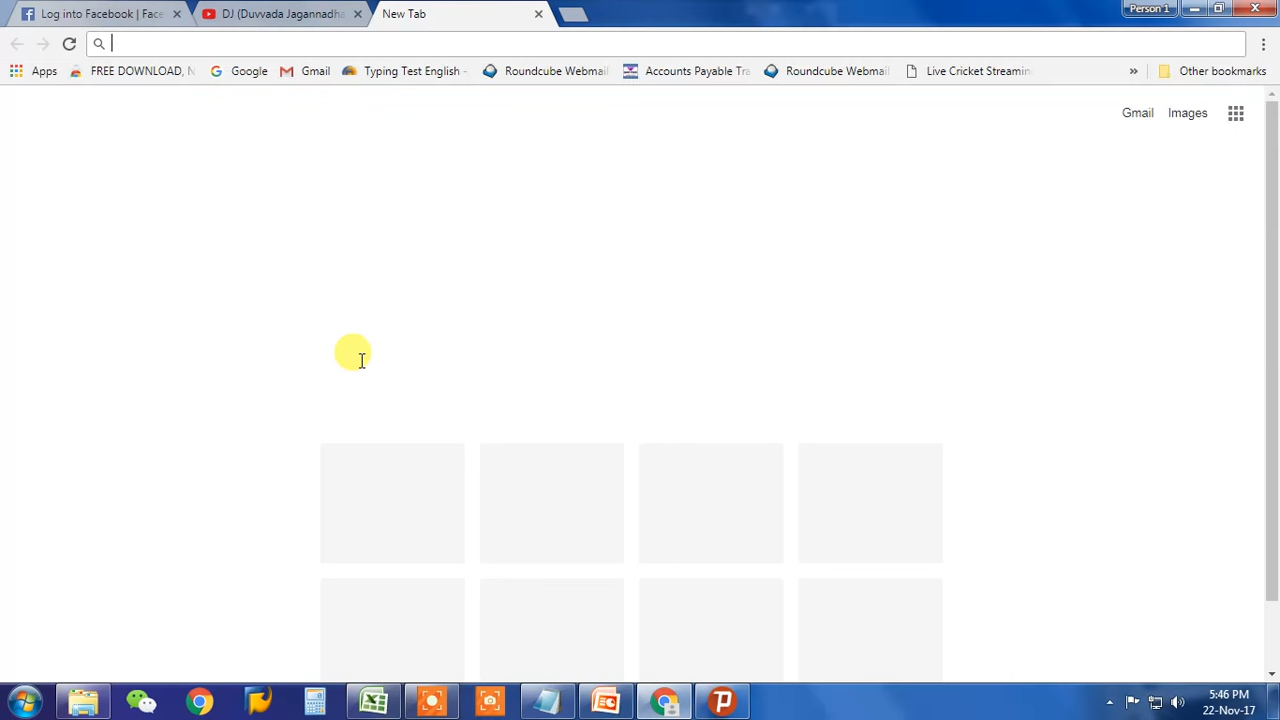 Log into Facebook | Face
DJ (Duvvada Jagannadha
New Tab
Person 1
Apps
FREE DOWNLOAD, N
Google
Gmail
Typing Test English -
Roundcube Webmail
Accounts Payable Tra
Roundcube Webmail
Live Cricket Streaming
»
Other bookmarks
Gmail
Images
5:46 PM
22-Nov-17